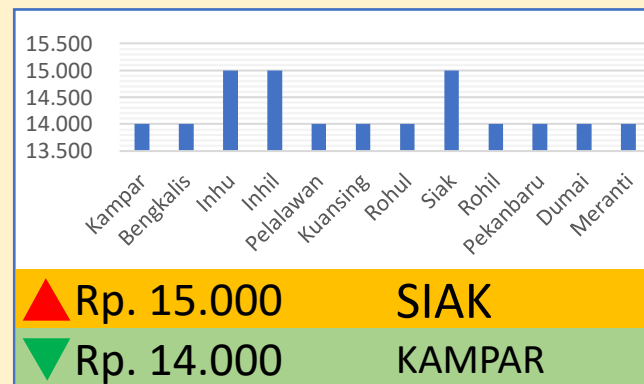 15.500
15.000
14.500
14.000
13.500
Kampar
Bengkalis
Inhu
Inhil
Pelalawan
Kuansing
Rohul
Siak
Rohil
Pekanbaru
Dumai
Meranti
Rp. 15.000 SIAK
Rp. 14.000 KAMPAR